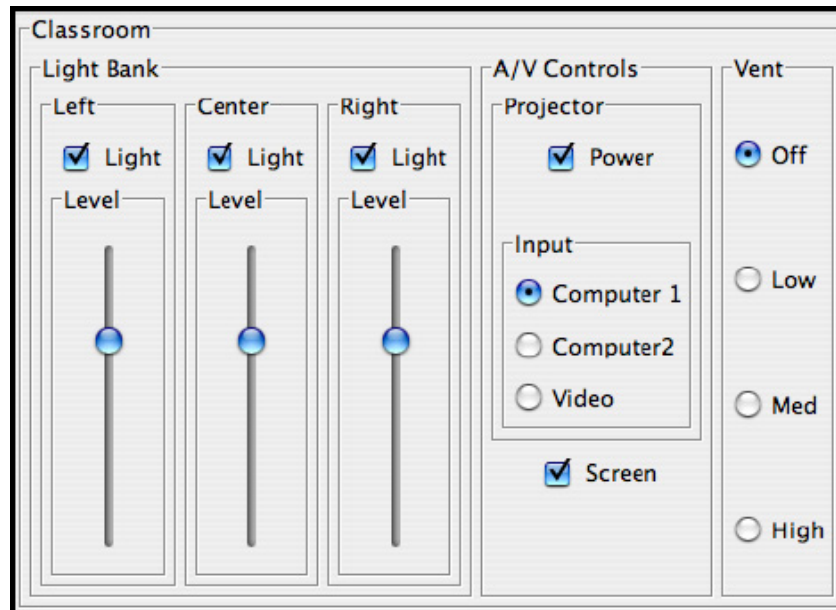 Classroom
Light Bank
Left
Light
Level
Center
Light
Level
Right
Light
Level
A/V Controls
Projector
Power
Input
Computer 1
Computer2
Video
Screen
Vent
Off
Low
Med
High